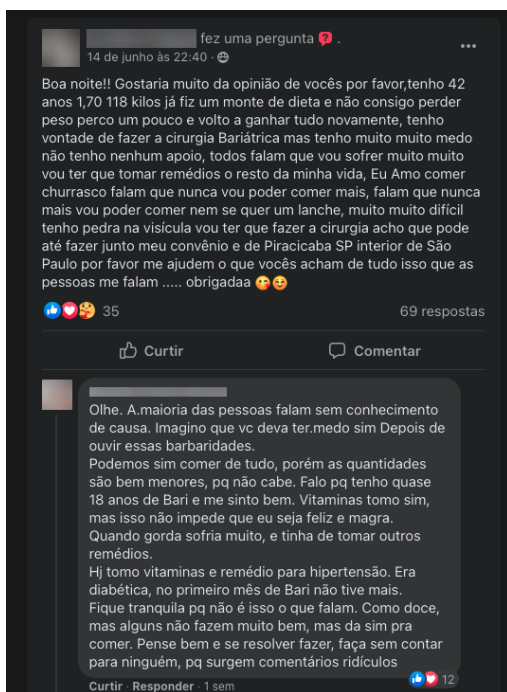 fez uma pergunta ? .
14 de junho às 22:40 ·
Boa noite!! Gostaria muito da opinião de vocês por favor,tenho 42
anos 1,70 118 kilos já fiz um monte de dieta e não consigo perder
peso perco um pouco e volto a ganhar tudo novamente, tenho
vontade de fazer a cirurgia Bariátrica mas tenho muito muito medo
não tenho nenhum apoio, todos falam que vou sofrer muito muito
vou ter que tomar remédios o resto da minha vida, Eu Amo comer
churrasco falam que nunca vou poder comer mais, falam que nunca
mais vou poder comer nem se quer um lanche, muito muito difícil
tenho pedra na visícula vou ter que fazer a cirurgia acho que pode
até fazer junto meu convênio e de Piracicaba SP interior de São
Paulo por favor me ajudem o que vocês acham de tudo isso que as
pessoas me falam ..... obrigadaa 😘☺️
35
69 respostas
Curtir
Comentar
Olhe. A.maioria das pessoas falam sem conhecimento
de causa. Imagino que vc deva ter.medo sim Depois de
ouvir essas barbaridades.
Podemos sim comer de tudo, porém as quantidades
são bem menores, pq não cabe. Falo pq tenho quase
18 anos de Bari e me sinto bem. Vitaminas tomo sim,
mas isso não impede que eu seja feliz e magra.
Quando gorda sofria muito, e tinha de tomar outros
remédios.
Hj tomo vitaminas e remédio para hipertensão. Era
diabética, no primeiro mês de Bari não tive mais.
Fique tranquila pq não é isso o que falam. Como doce,
mas alguns não fazem muito bem, mas da sim pra
comer. Pense bem e se resolver fazer, faça sem contar
para ninguém, pq surgem comentários ridículos
Curtir · Responder · 1 sem
12